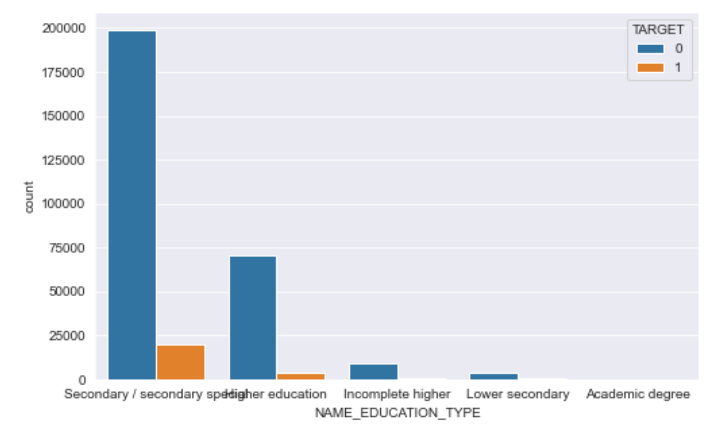 200000
175000
150000
125000
100000
75000
50000
25000
0
count
TARGET
0
1
Secondary / secondary special
Higher education
Incomplete higher
Lower secondary
Academic degree
NAME_EDUCATION_TYPE